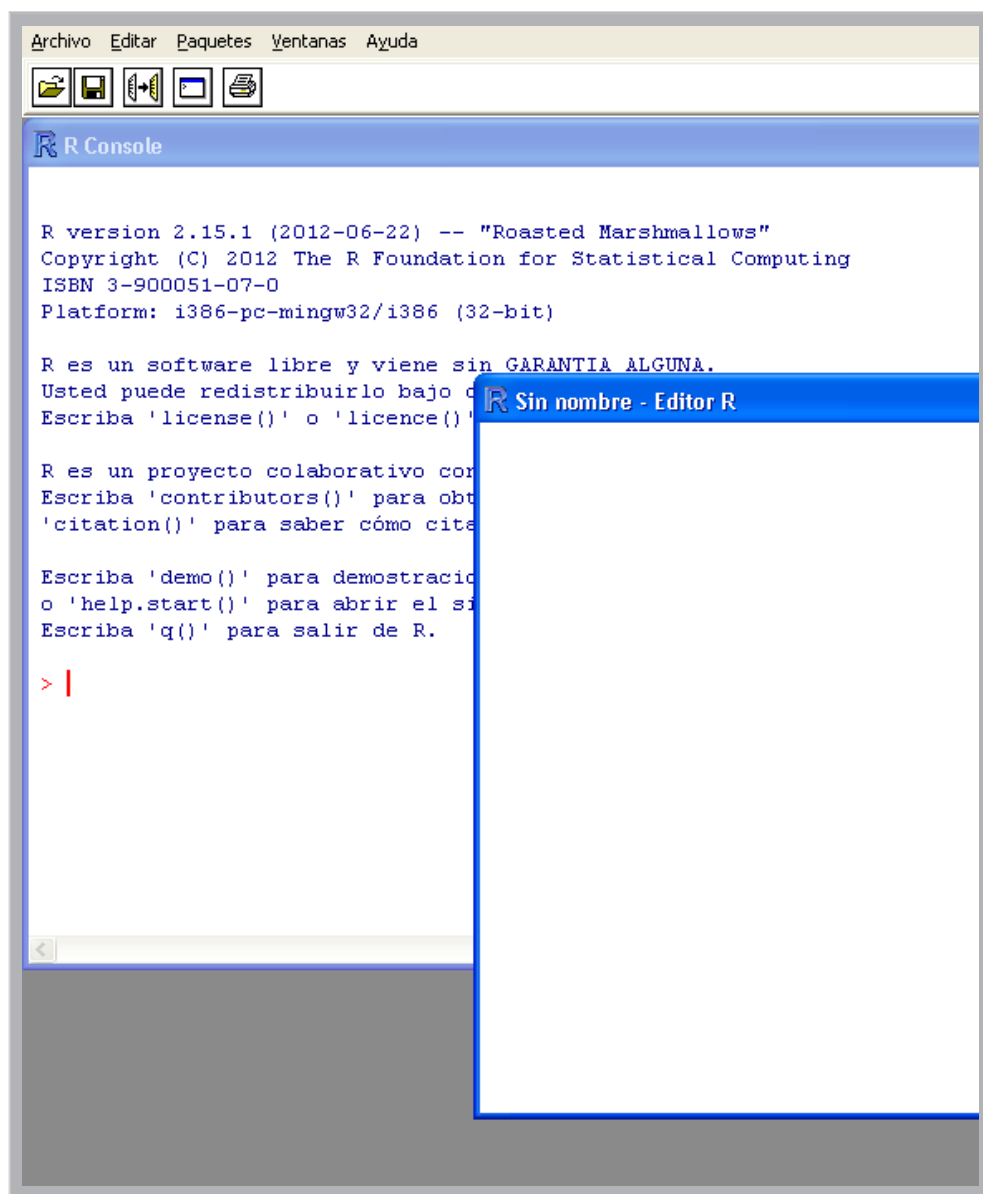 Archivo Editar Paquetes Ventanas Ayuda
R Console
R version 2.15.1 (2012-06-22) -- "Roasted Marshmallows"
Copyright (C) 2012 The R Foundation for Statistical Computing
ISBN 3-900051-07-0
Platform: i386-pc-mingw32/i386 (32-bit)
R es un software libre y viene sin GARANTIA ALGUNA.
Usted puede redistribuirlo bajo
Escriba 'license()' o 'licence()'
R es un proyecto colaborativo
Escriba 'contributors()' para
'citation()' para saber cómo
Escriba 'demo()' para
o 'help.start()' para abrir el
Escriba 'q()' para salir de R.
>
R Sin nombre - Editor R